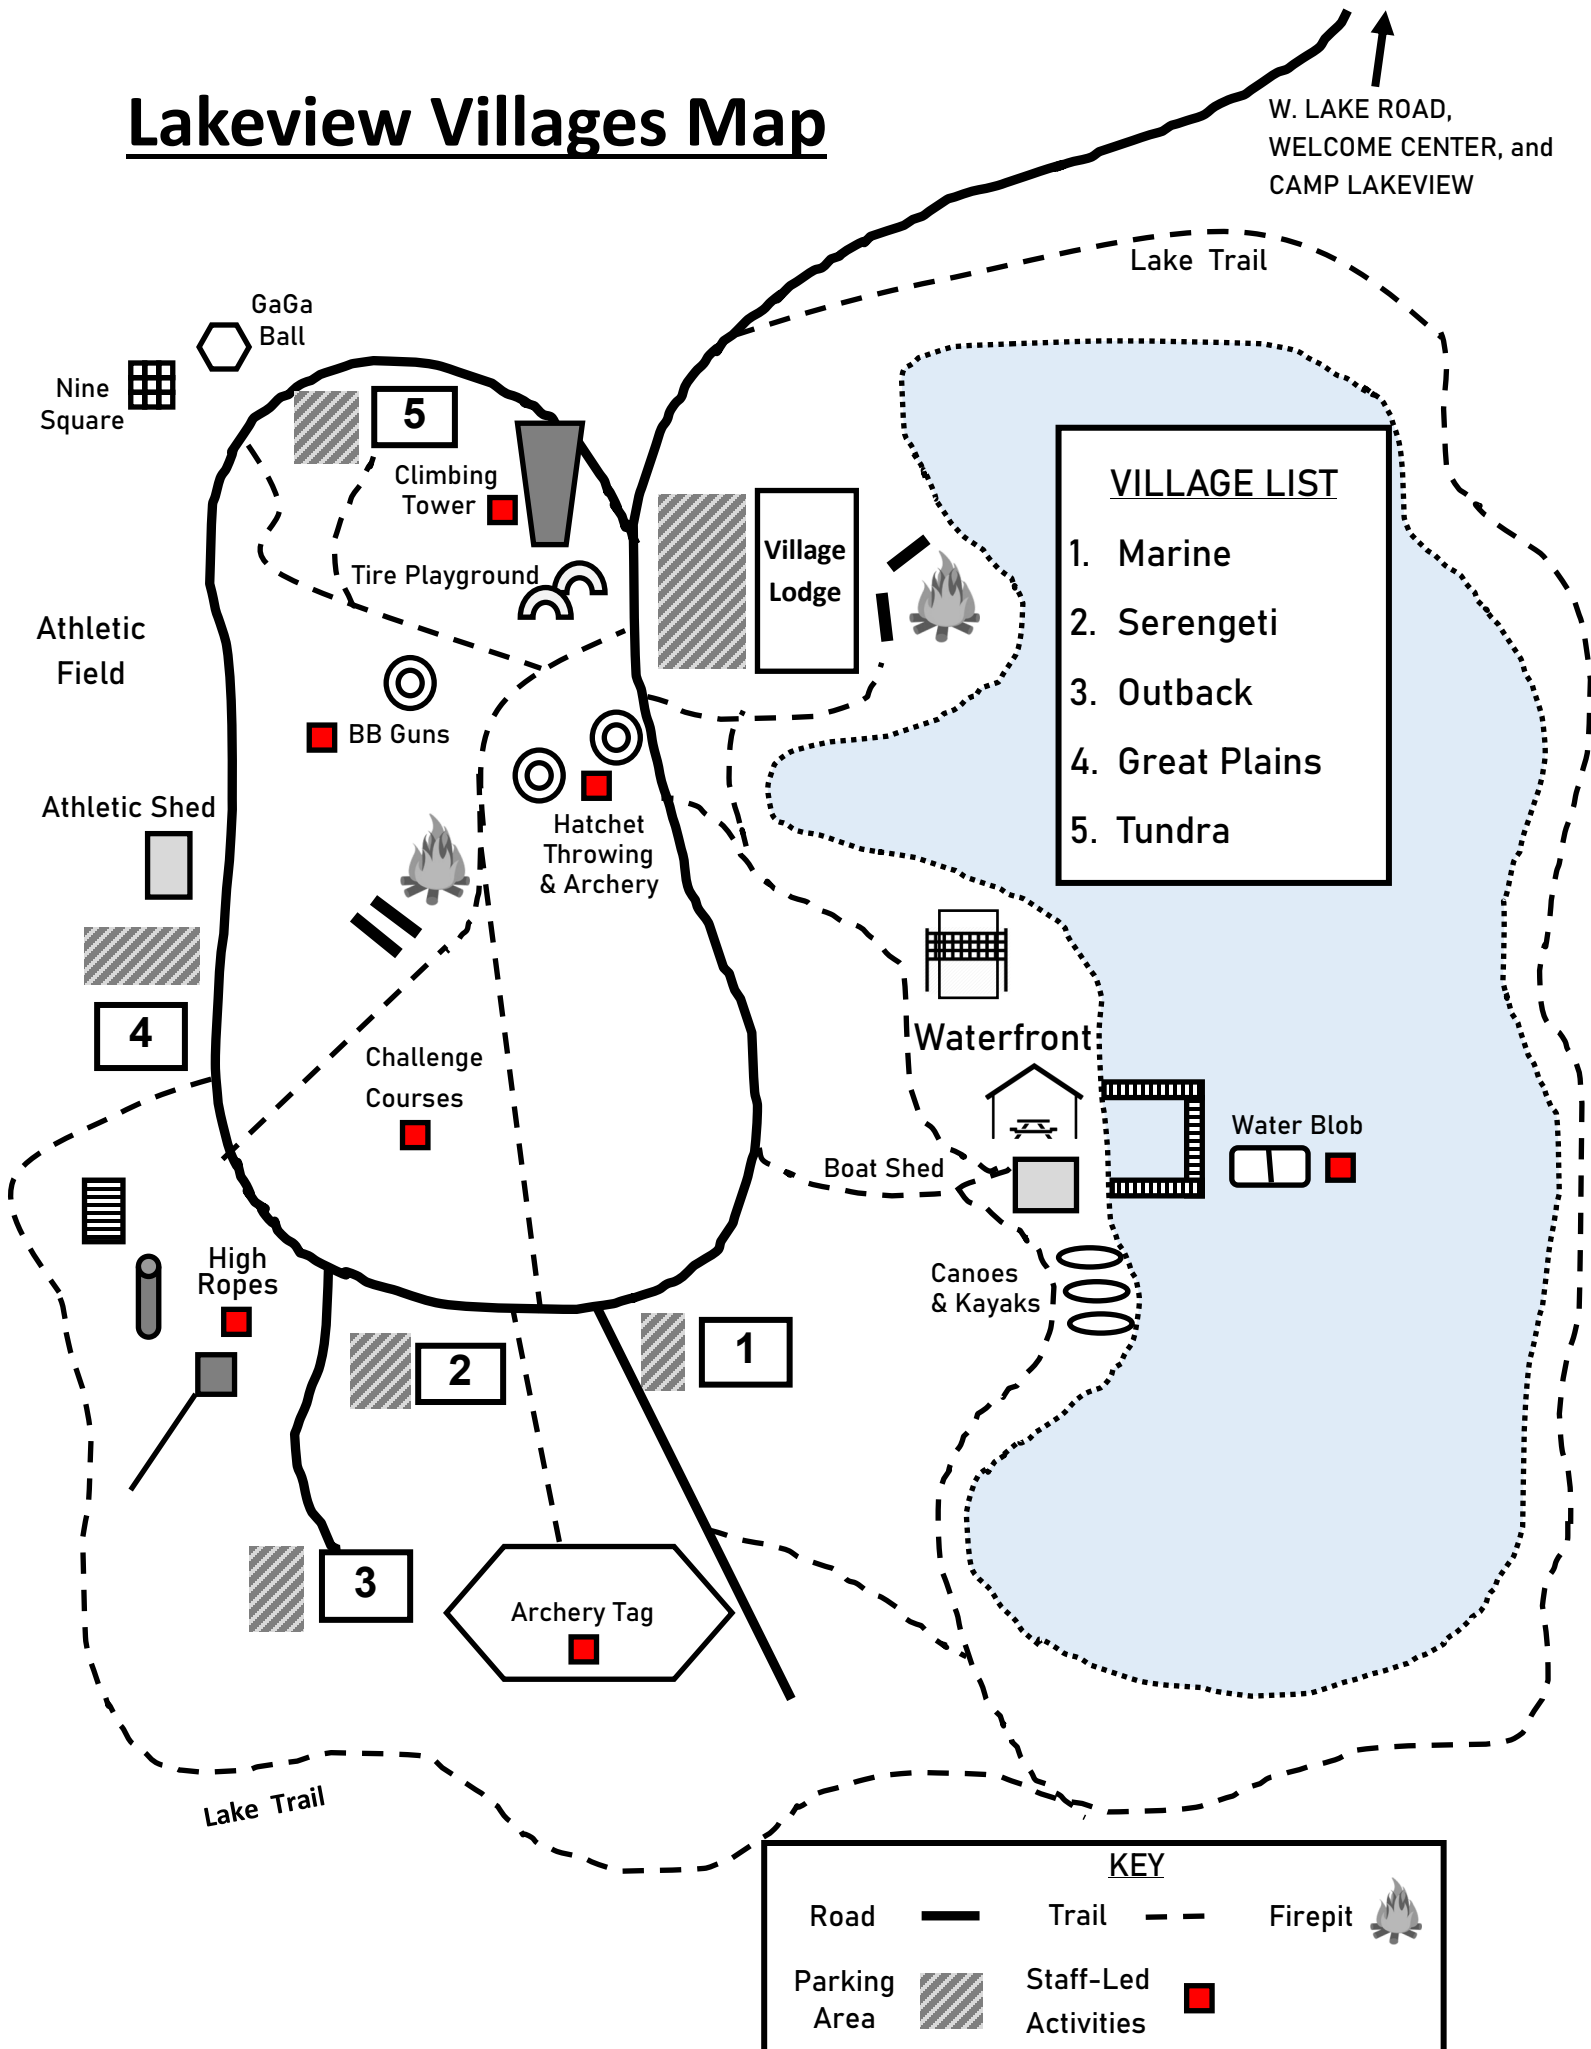 Lakeview Villages Map
W. LAKE ROAD,
WELCOME CENTER, and
CAMP LAKEVIEW
Lake Trail
GaGa
Ball
Nine
Square
5
Climbing
Tower
VILLAGE LIST
1. Marine
2. Serengeti
3. Outback
4. Great Plains
5. Tundra
Village
Lodge
Tire Playground
Athletic
Field
BB Guns
Athletic Shed
Hatchet
Throwing
& Archery
4
Challenge
Courses
Waterfront
Water Blob
Boat Shed
High
Ropes
Canoes
& Kayaks
1
2
3
Archery Tag
Lake Trail
KEY
Road
Trail
Firepit
Parking
Area
Staff-Led
Activities